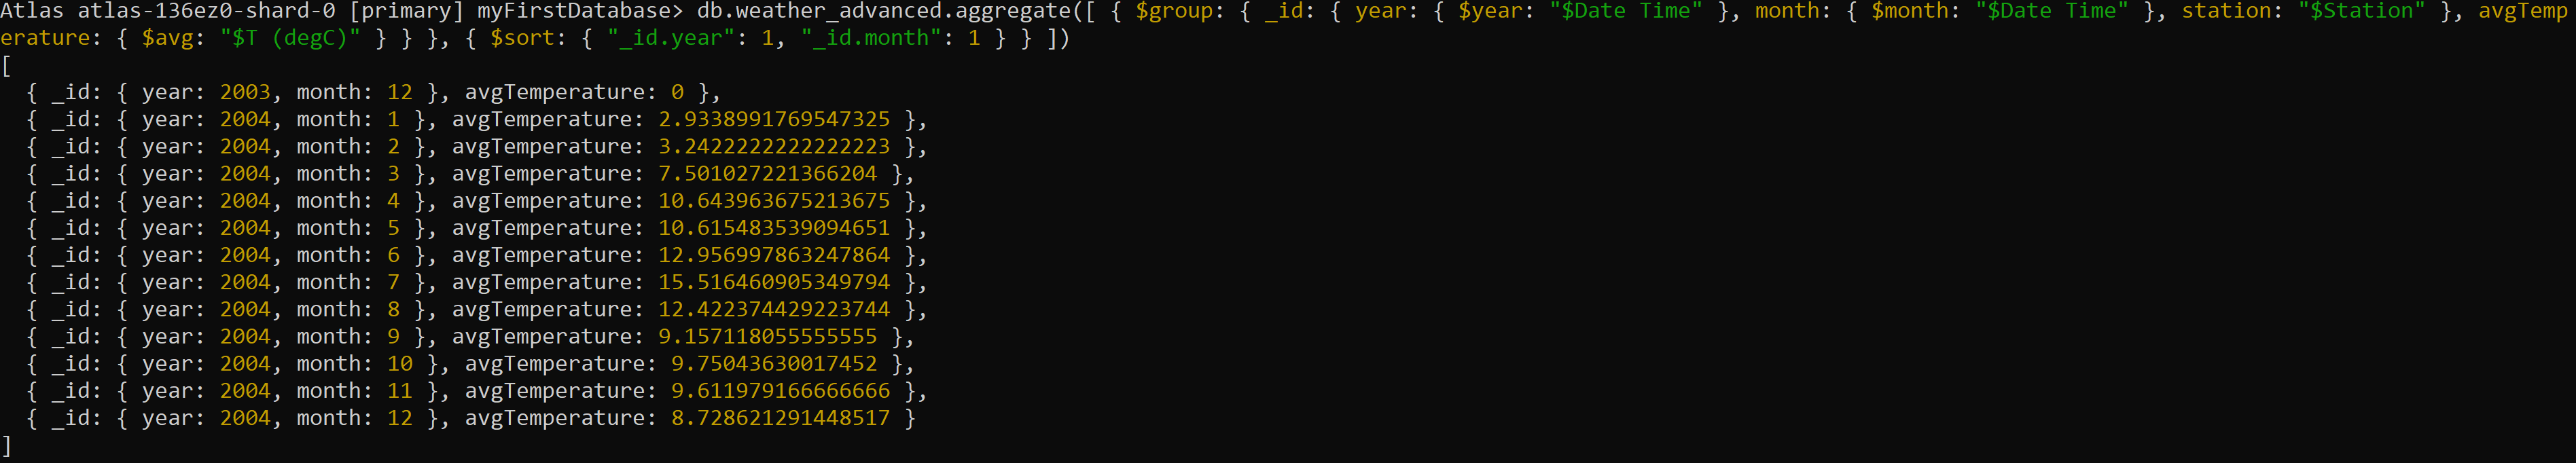 Atlas atlas-136ez0-shard-0 [primary] myFirstDatabase> db.weather_advanced.aggregate([ { $group: { _id: { year: { $year: "$Date Time" }, month: { $month: "$Date Time" }, station: "$Station" }, avgTemp
erature: { $avg: "$T (degC)" } } }, { $sort: { "_id.year": 1, "_id.month": 1 } } ])
[
  { _id: { year: 2003, month: 12 }, avgTemperature: 0 },
  { _id: { year: 2004, month: 1 }, avgTemperature: 2.9338991769547325 },
  { _id: { year: 2004, month: 2 }, avgTemperature: 3.2422222222222223 },
  { _id: { year: 2004, month: 3 }, avgTemperature: 7.501027221366204 },
  { _id: { year: 2004, month: 4 }, avgTemperature: 10.643963675213675 },
  { _id: { year: 2004, month: 5 }, avgTemperature: 10.615483539094651 },
  { _id: { year: 2004, month: 6 }, avgTemperature: 12.956997863247864 },
  { _id: { year: 2004, month: 7 }, avgTemperature: 15.516460905349794 },
  { _id: { year: 2004, month: 8 }, avgTemperature: 12.422374429223744 },
  { _id: { year: 2004, month: 9 }, avgTemperature: 9.157118055555555 },
  { _id: { year: 2004, month: 10 }, avgTemperature: 9.75043630017452 },
  { _id: { year: 2004, month: 11 }, avgTemperature: 9.611979166666666 },
  { _id: { year: 2004, month: 12 }, avgTemperature: 8.728621291448517 }
]